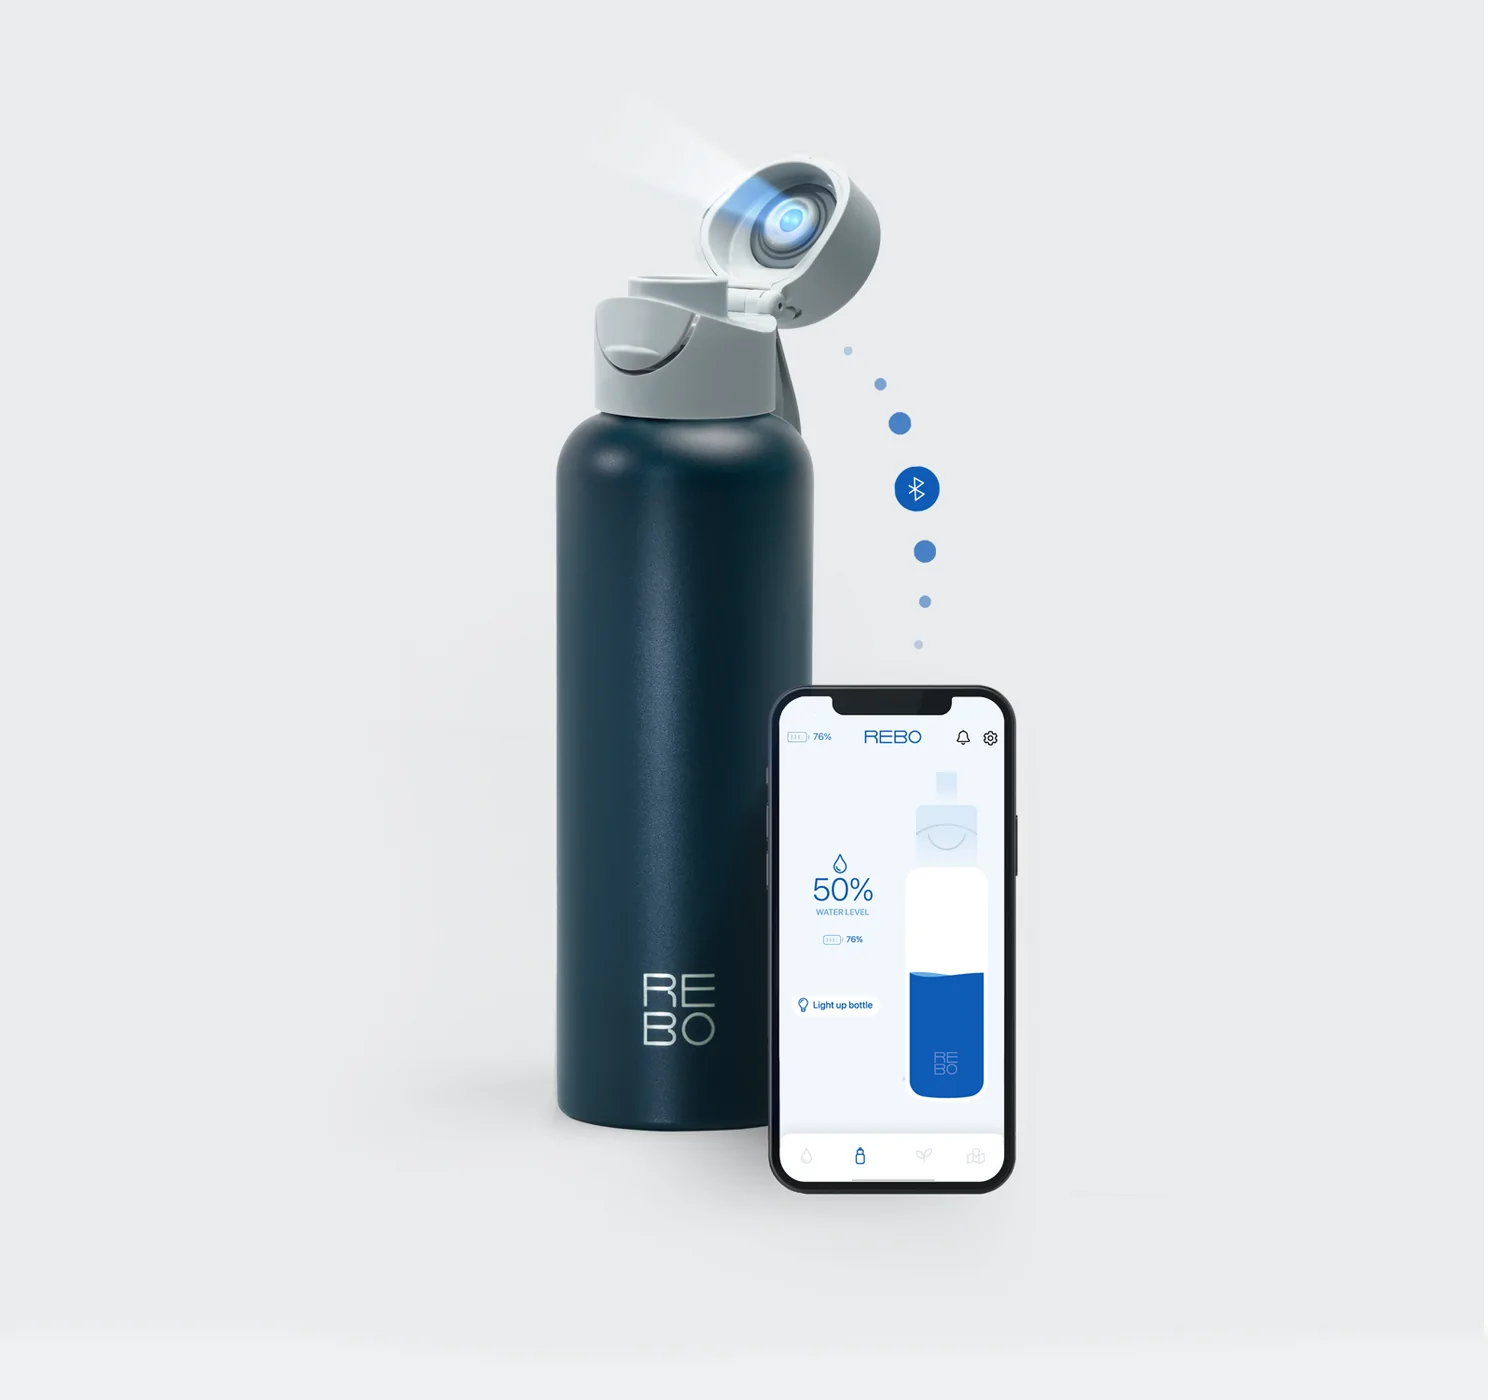 RE
BO
76%
REBO
50%
WATER LEVEL
76%
Light up bottle
RE
BO